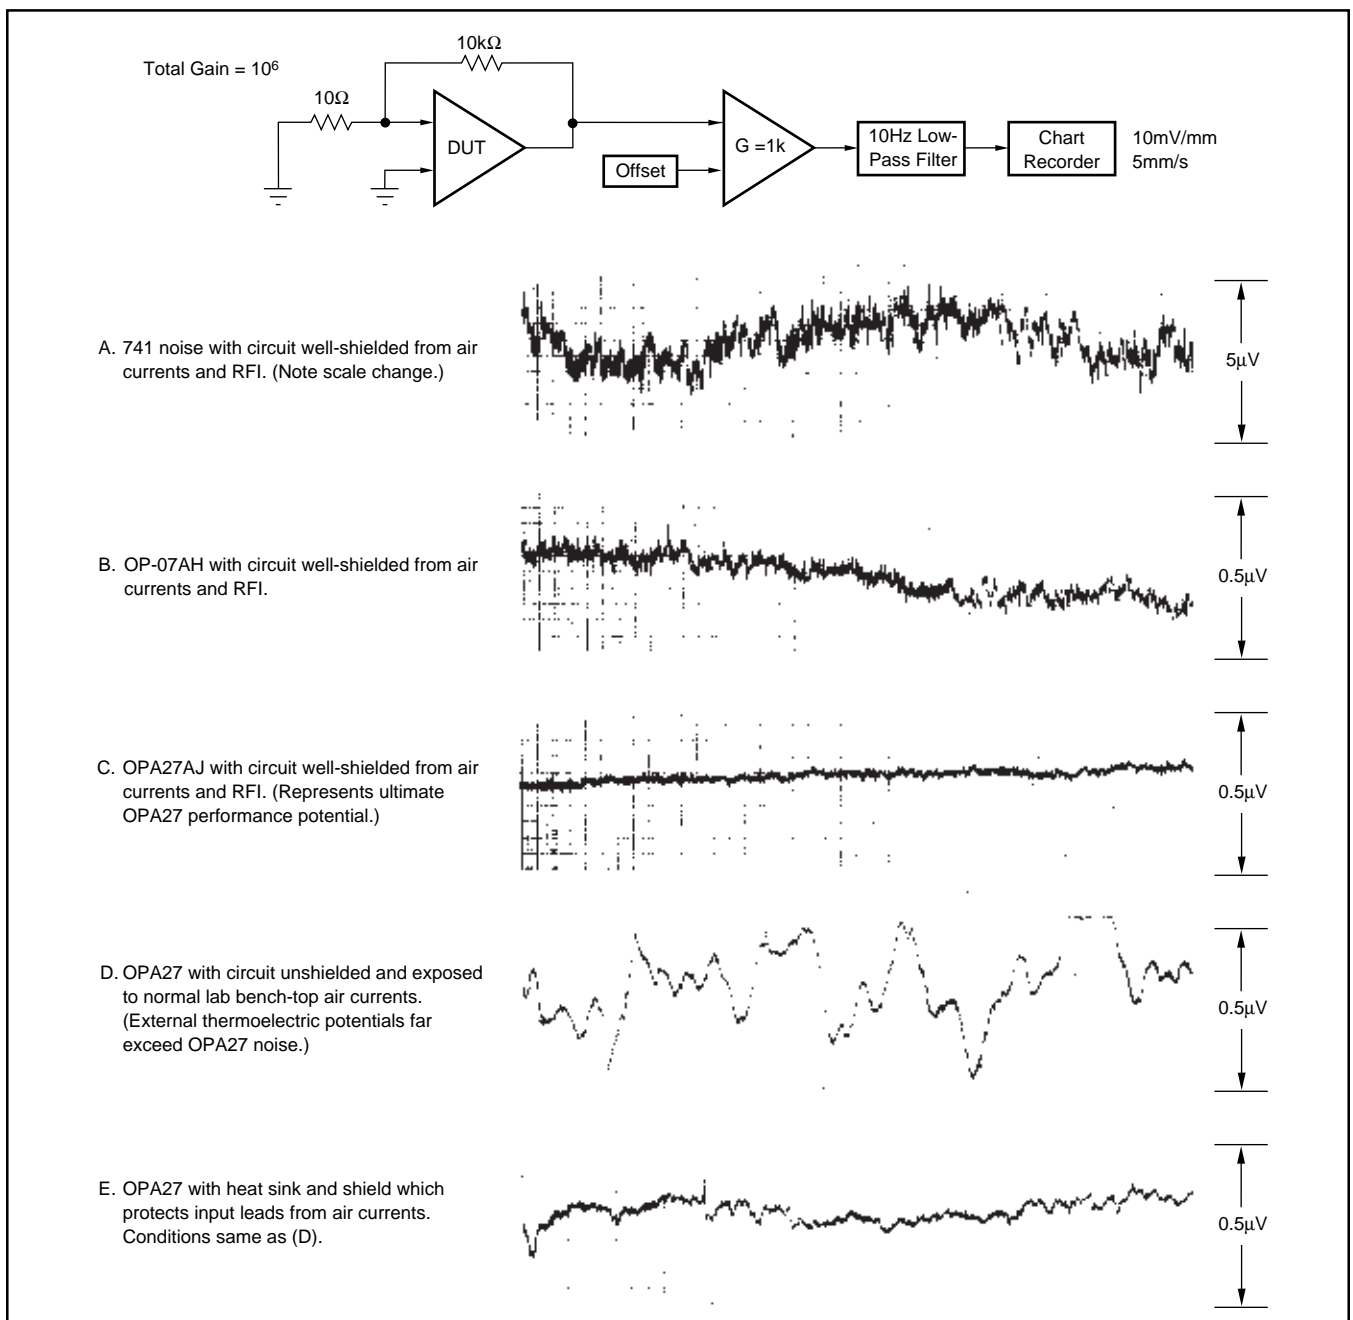 Total Gain = 10⁶
10kΩ
10Ω
DUT
Offset
G =1k
10Hz Low-
Pass Filter
Chart
Recorder
10mV/mm
5mm/s
A. 741 noise with circuit well-shielded from air
currents and RFI. (Note scale change.)
5µV
B. OP-07AH with circuit well-shielded from air
currents and RFI.
0.5µV
C. OPA27AJ with circuit well-shielded from air
currents and RFI. (Represents ultimate
OPA27 performance potential.)
0.5µV
D. OPA27 with circuit unshielded and exposed
to normal lab bench-top air currents.
(External thermoelectric potentials far
exceed OPA27 noise.)
0.5µV
E. OPA27 with heat sink and shield which
protects input leads from air currents.
Conditions same as (D).
0.5µV